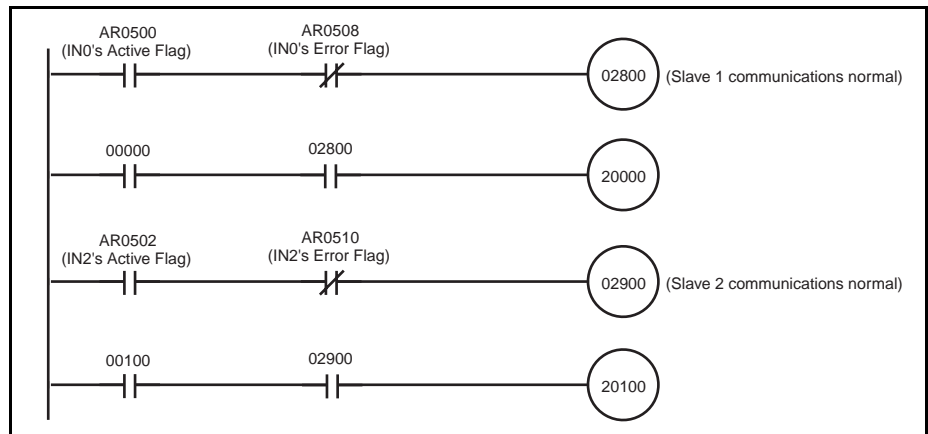 AR0500 AR0508
(IN0's Active Flag) (IN0's Error Flag)
02800 (Slave 1 communications normal)
00000 02800
20000
AR0502 AR0510
(IN2's Active Flag) (IN2's Error Flag)
02900 (Slave 2 communications normal)
00100 02900
20100